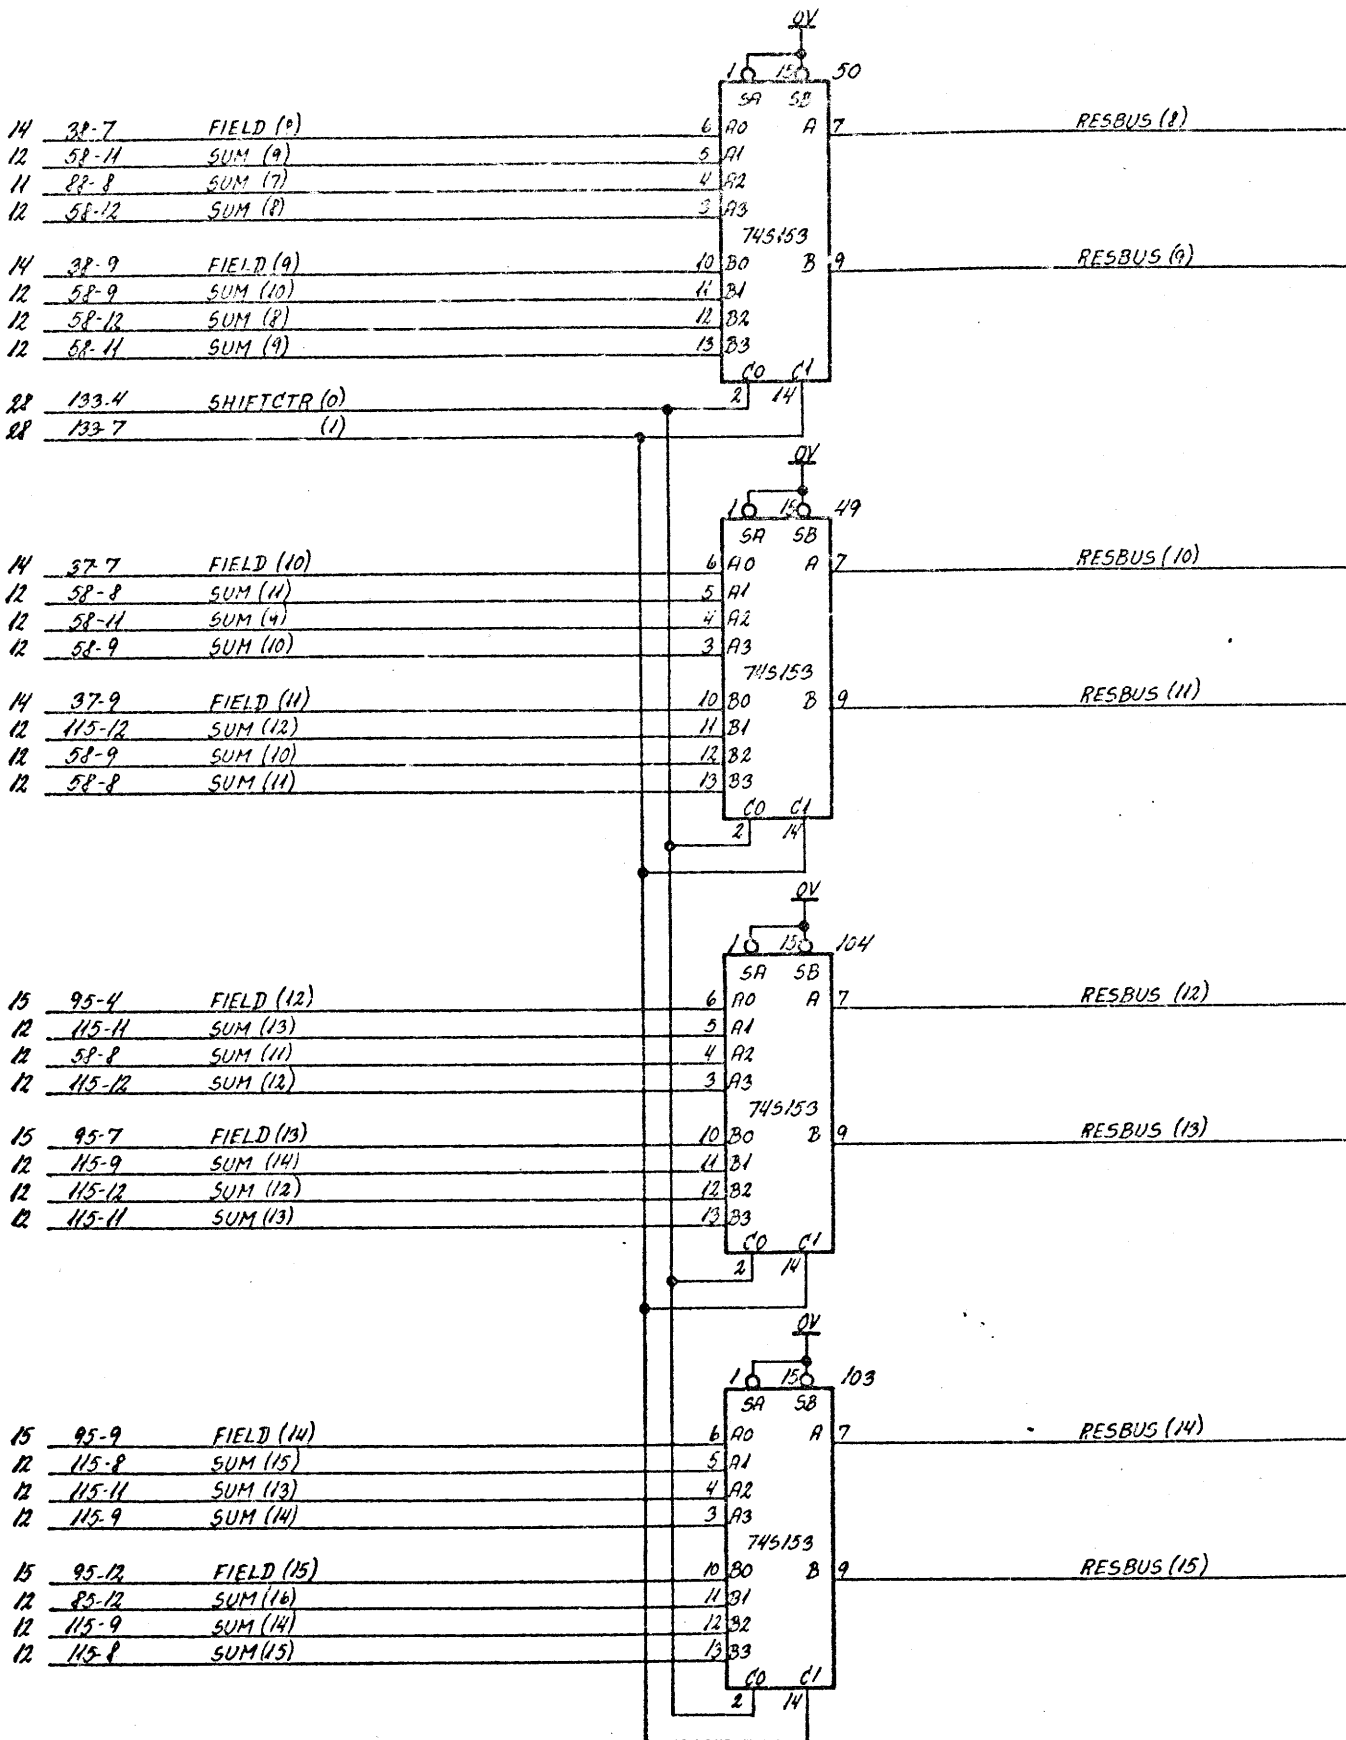 0V
1 15 50
SA SB
14 38-7 FIELD (8) 6 A0 A 7 RESBUS (8)
12 58-11 SUM (9) 5 A1
11 88-8 SUM (7) 4 A2
12 58-12 SUM (8) 3 A3
74S153
14 38-9 FIELD (9) 10 B0 B 9 RESBUS (9)
12 58-9 SUM (10) 11 B1
12 58-12 SUM (8) 12 B2
12 58-11 SUM (9) 13 B3
C0 C1
28 133-4 SHIFTCTR (0) 2 14
28 133-7 (1)
0V
1 15 49
SA SB
14 37-7 FIELD (10) 6 A0 A 7 RESBUS (10)
12 58-8 SUM (11) 5 A1
12 58-11 SUM (9) 4 A2
12 58-9 SUM (10) 3 A3
74S153
14 37-9 FIELD (11) 10 B0 B 9 RESBUS (11)
12 115-12 SUM (12) 11 B1
12 58-9 SUM (10) 12 B2
12 58-8 SUM (11) 13 B3
C0 C1
2 14
0V
1 15 104
SA SB
15 95-4 FIELD (12) 6 A0 A 7 RESBUS (12)
12 115-11 SUM (13) 5 A1
12 58-8 SUM (11) 4 A2
12 115-12 SUM (12) 3 A3
74S153
15 95-7 FIELD (13) 10 B0 B 9 RESBUS (13)
12 115-9 SUM (14) 11 B1
12 115-12 SUM (12) 12 B2
12 115-11 SUM (13) 13 B3
C0 C1
2 14
0V
1 15 103
SA SB
15 95-9 FIELD (14) 6 A0 A 7 RESBUS (14)
12 115-8 SUM (15) 5 A1
12 115-11 SUM (13) 4 A2
12 115-9 SUM (14) 3 A3
74S153
15 95-12 FIELD (15) 10 B0 B 9 RESBUS (15)
12 85-12 SUM (16) 11 B1
12 115-9 SUM (14) 12 B2
12 115-8 SUM (15) 13 B3
C0 C1
2 14